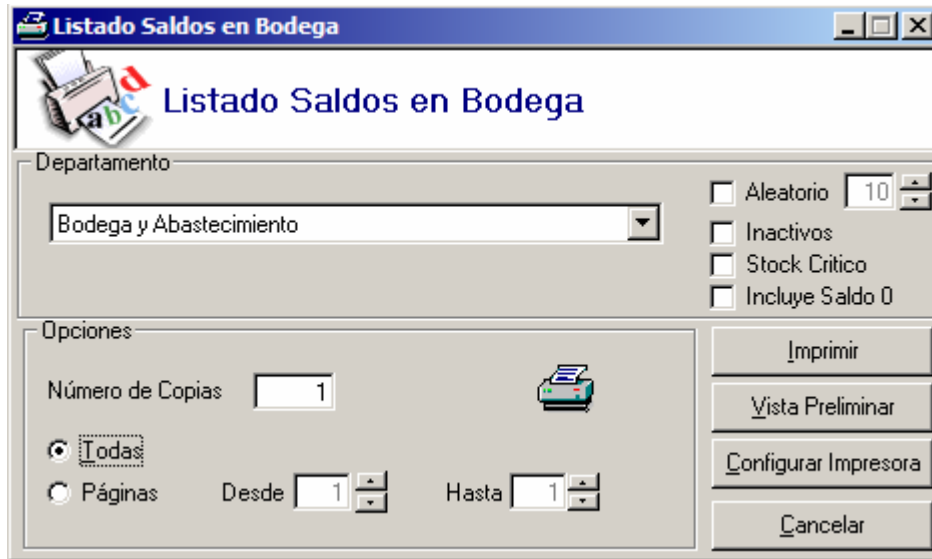 Listado Saldos en Bodega
abcd
Listado Saldos en Bodega
Departamento
Bodega y Abastecimiento
Aleatorio 10
Inactivos
Stock Critico
Incluye Saldo 0
Opciones
Número de Copias 1
Todas
Páginas Desde 1 Hasta 1
Imprimir
Vista Preliminar
Configurar Impresora
Cancelar